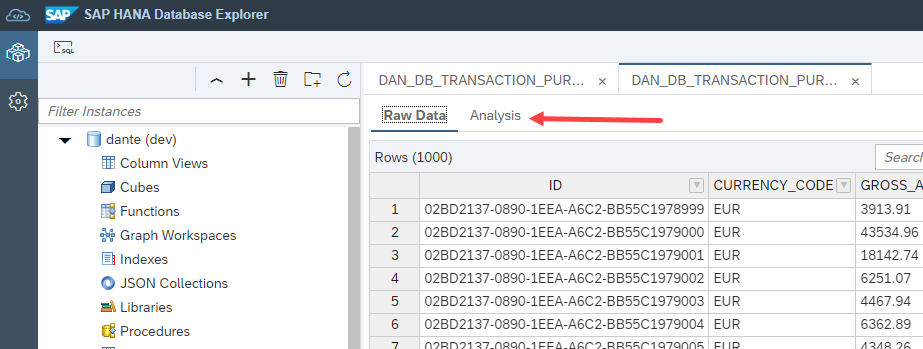 SAP SAP HANA Database Explorer
SQL
DAN_DB_TRANSACTION_PUR... × DAN_DB_TRANSACTION_PUR... ×
Filter Instances
dante (dev)
Column Views
Cubes
Functions
Graph Workspaces
Indexes
JSON Collections
Libraries
Procedures
Raw Data Analysis
Rows (1000) Search
ID CURRENCY_CODE GROSS_A
1 02BD2137-0890-1EEA-A6C2-BB55C1978999 EUR 3913.91
2 02BD2137-0890-1EEA-A6C2-BB55C1979000 EUR 43534.96
3 02BD2137-0890-1EEA-A6C2-BB55C1979001 EUR 18142.74
4 02BD2137-0890-1EEA-A6C2-BB55C1979002 EUR 6251.07
5 02BD2137-0890-1EEA-A6C2-BB55C1979003 EUR 4467.94
6 02BD2137-0890-1EEA-A6C2-BB55C1979004 EUR 6362.89
7 02BD2137-0890-1EEA-A6C2-BB55C1979005 EUR 4348.26